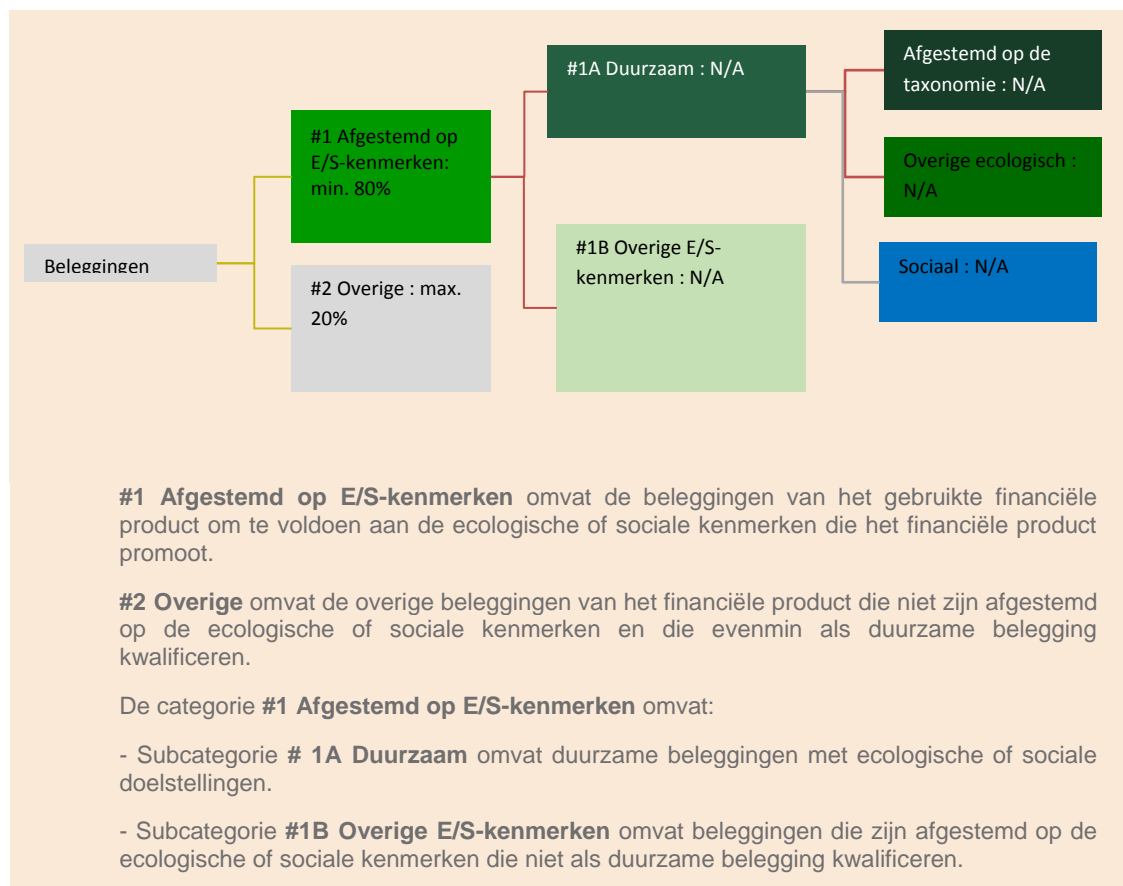 #1A Duurzaam : N/A
Afgestemd op de
taxonomie : N/A
#1 Afgestemd op
E/S-kenmerken:
min. 80%
Overige ecologisch :
N/A
Beleggingen
#2 Overige : max.
20%
#1B Overige E/S-
kenmerken : N/A
Sociaal : N/A
#1 Afgestemd op E/S-kenmerken omvat de beleggingen van het gebruikte financiële
product om te voldoen aan de ecologische of sociale kenmerken die het financiële product
promoot.
#2 Overige omvat de overige beleggingen van het financiële product die niet zijn afgestemd
op de ecologische of sociale kenmerken en die evenmin als duurzame belegging
kwalificeren.
De categorie #1 Afgestemd op E/S-kenmerken omvat:
- Subcategorie # 1A Duurzaam omvat duurzame beleggingen met ecologische of sociale
doelstellingen.
- Subcategorie #1B Overige E/S-kenmerken omvat beleggingen die zijn afgestemd op de
ecologische of sociale kenmerken die niet als duurzame belegging kwalificeren.